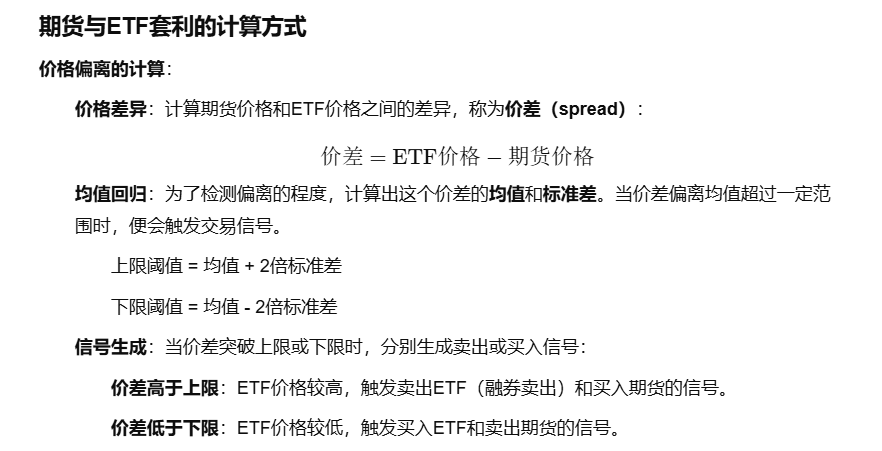 期货与ETF套利的计算方式
价格偏离的计算：
价格差异：计算期货价格和ETF价格之间的差异，称为价差（spread）：
价差 = ETF价格 − 期货价格
均值回归：为了检测偏离的程度，计算出这个价差的均值和标准差。当价差偏离均值超过一定范
围时，便会触发交易信号。
上限阈值 = 均值 + 2倍标准差
下限阈值 = 均值 - 2倍标准差
信号生成：当价差突破上限或下限时，分别生成卖出或买入信号：
价差高于上限：ETF价格较高，触发卖出ETF（融券卖出）和买入期货的信号。
价差低于下限：ETF价格较低，触发买入ETF和卖出期货的信号。